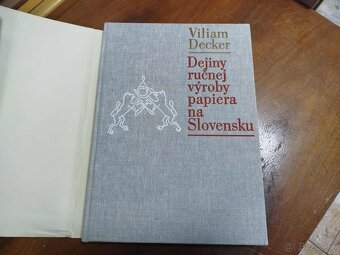 Viliam
Decker
Dejiny
ručnej
výroby
papiera
na
Slovensku